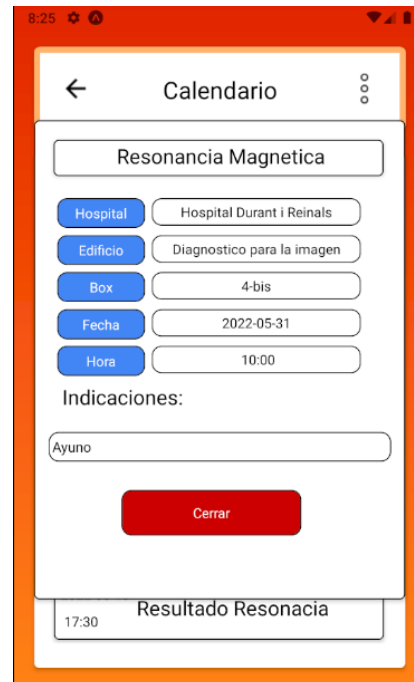 8:25
Calendario
Resonancia Magnetica
Hospital Hospital Durant i Reinals
Edificio Diagnostico para la imagen
Box 4-bis
Fecha 2022-05-31
Hora 10:00
Indicaciones:
Ayuno
Cerrar
17:30 Resultado Resonacia